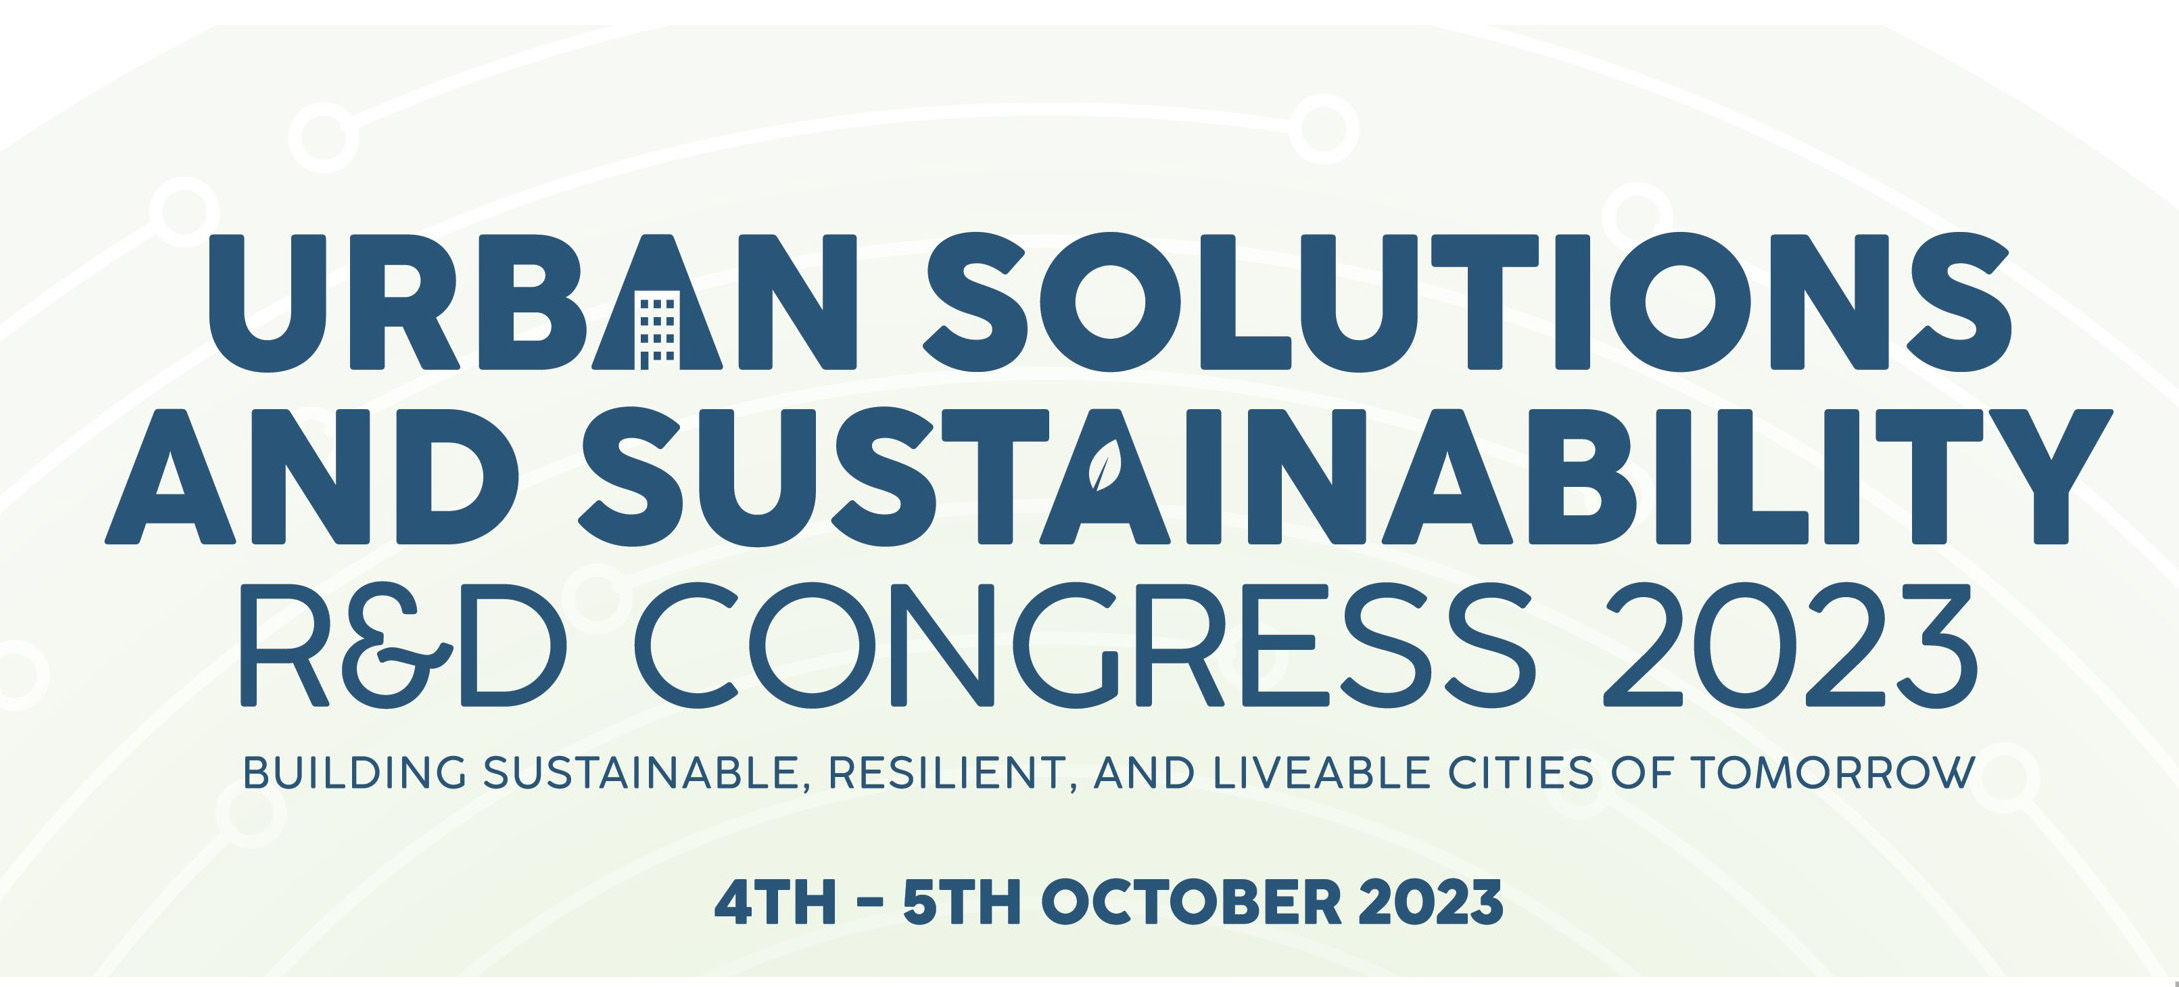 URBAN SOLUTIONS
AND SUSTAINABILITY
R&D CONGRESS 2023
BUILDING SUSTAINABLE, RESILIENT, AND LIVEABLE CITIES OF TOMORROW
4TH - 5TH OCTOBER 2023